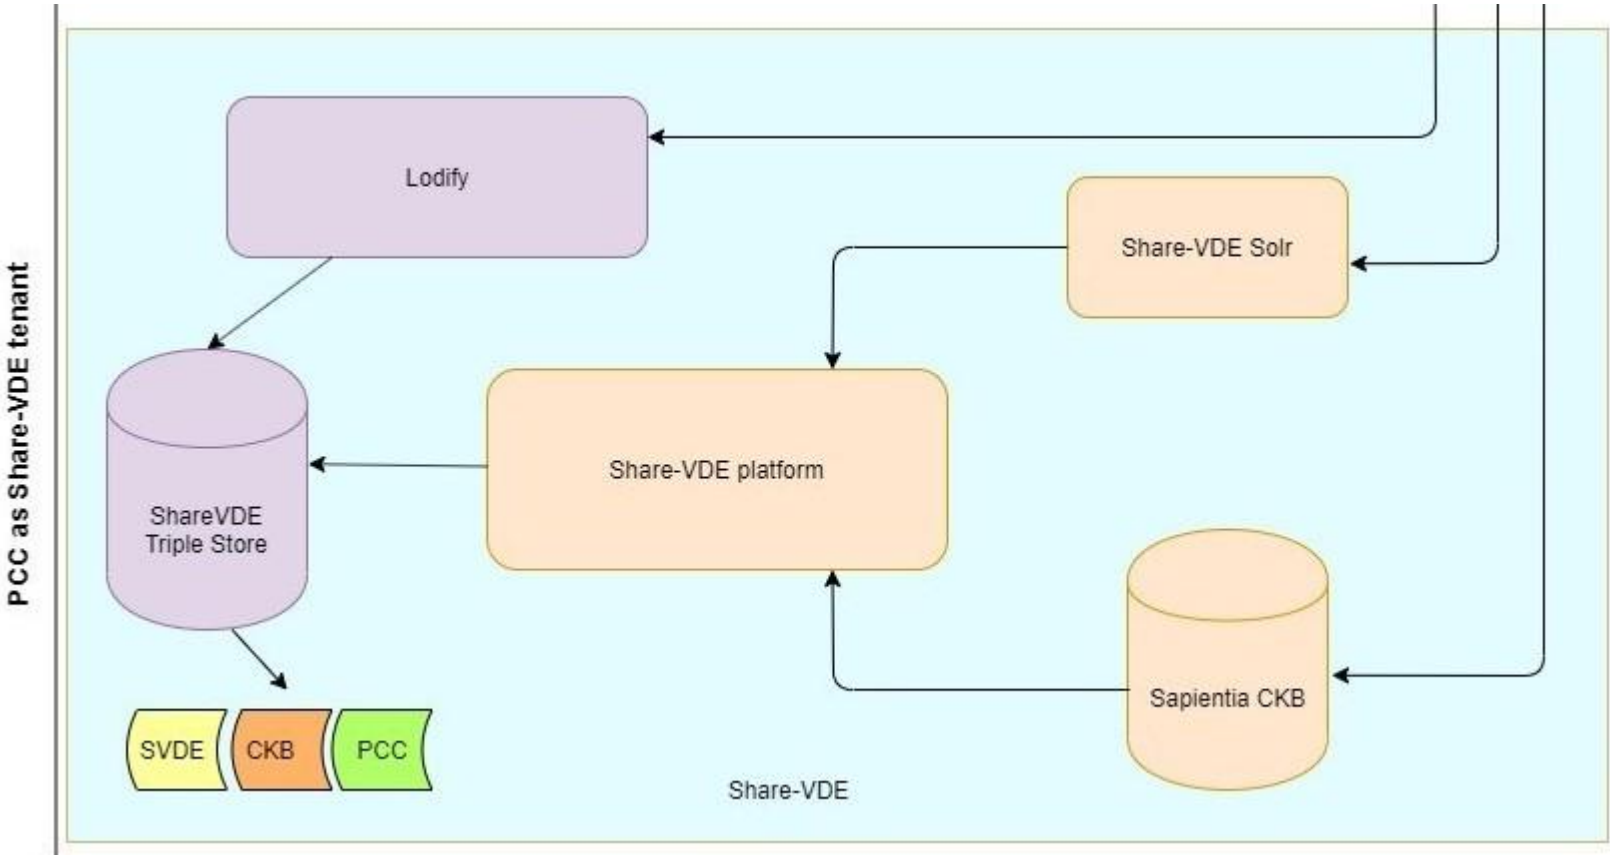 PCC as Share-VDE tenant
Lodify
Share-VDE Solr
Share-VDE platform
ShareVDE
Triple Store
Sapientia CKB
SVDE
CKB
PCC
Share-VDE